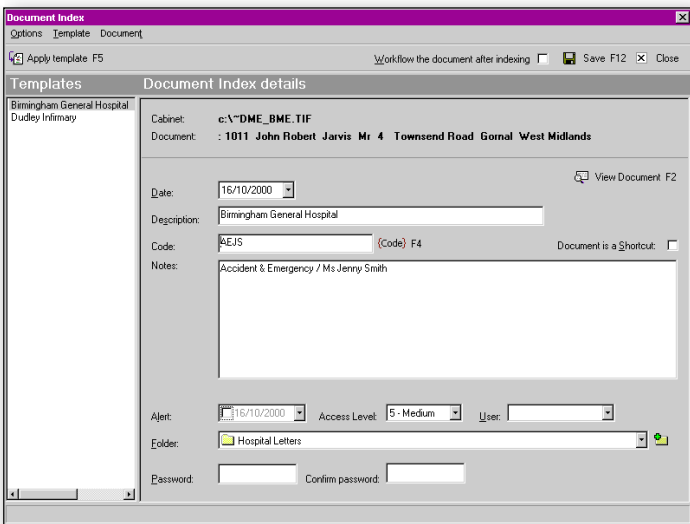 Document Index
Options Template Document
Apply template F5 Workflow the document after indexing Save F12 Close
Templates Document Index details
Birmingham General Hospital
Dudley Infirmary
Cabinet: c:\~DME_BME.TIF
Document: : 1011 John Robert Jarvis Mr 4 Townsend Road Gornal West Midlands
View Document F2
Date: 16/10/2000
Description: Birmingham General Hospital
Code: AEJS {Code} F4 Document is a Shortcut:
Notes: Accident & Emergency / Ms Jenny Smith
Alert: 16/10/2000 Access Level: 5 - Medium User:
Folder: Hospital Letters
Password: Confirm password: